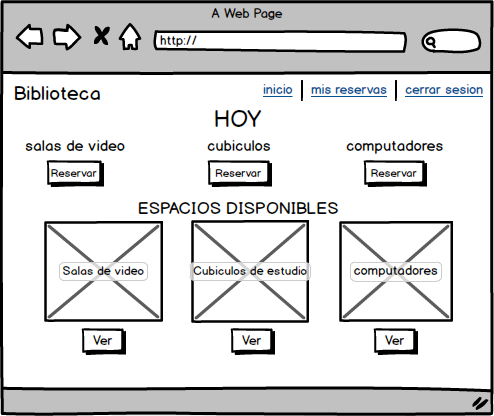 A Web Page
http://
Biblioteca
inicio mis reservas cerrar sesion
HOY
salas de video cubiculos computadores
Reservar Reservar Reservar
ESPACIOS DISPONIBLES
Salas de video Cubiculos de estudio computadores
Ver Ver Ver